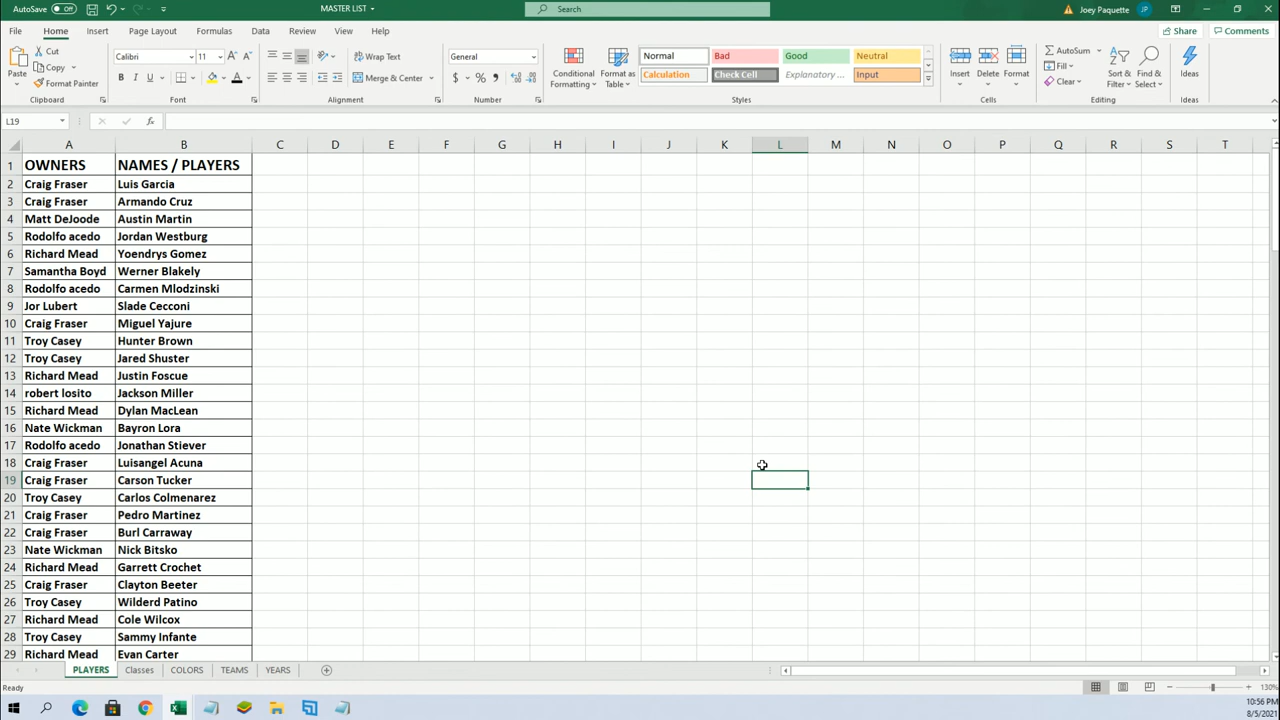 AutoSave Off MASTER LIST Search Joey Paquette JP
File Home Insert Page Layout Formulas Data Review View Help Share Comments
Paste Cut Copy Format Painter Clipboard
Calibri 11 B I U A Font
Wrap Text Merge & Center Alignment
General $ % Number
Conditional Formatting Format as Table
Normal Bad Good Neutral
Calculation Check Cell Explanatory ... Input
Styles
Insert Delete Format Cells
AutoSum Fill Clear Sort & Filter Find & Select Editing
Ideas Ideas
L19 fx
A B C D E F G H I J K L M N O P Q R S T
1 OWNERS NAMES / PLAYERS
2 Craig Fraser Luis Garcia
3 Craig Fraser Armando Cruz
4 Matt DeJoode Austin Martin
5 Rodolfo acedo Jordan Westburg
6 Richard Mead Yoendrys Gomez
7 Samantha Boyd Werner Blakely
8 Rodolfo acedo Carmen Mlodzinski
9 Jor Lubert Slade Cecconi
10 Craig Fraser Miguel Yajure
11 Troy Casey Hunter Brown
12 Troy Casey Jared Shuster
13 Richard Mead Justin Foscue
14 robert losito Jackson Miller
15 Richard Mead Dylan MacLean
16 Nate Wickman Bayron Lora
17 Rodolfo acedo Jonathan Stiever
18 Craig Fraser Luisangel Acuna
19 Craig Fraser Carson Tucker
20 Troy Casey Carlos Colmenarez
21 Craig Fraser Pedro Martinez
22 Craig Fraser Burl Carraway
23 Nate Wickman Nick Bitsko
24 Richard Mead Garrett Crochet
25 Craig Fraser Clayton Beeter
26 Troy Casey Wilderd Patino
27 Richard Mead Cole Wilcox
28 Troy Casey Sammy Infante
29 Richard Mead Evan Carter
PLAYERS Classes COLORS TEAMS YEARS
Ready 130%
10:56 PM
8/5/2021